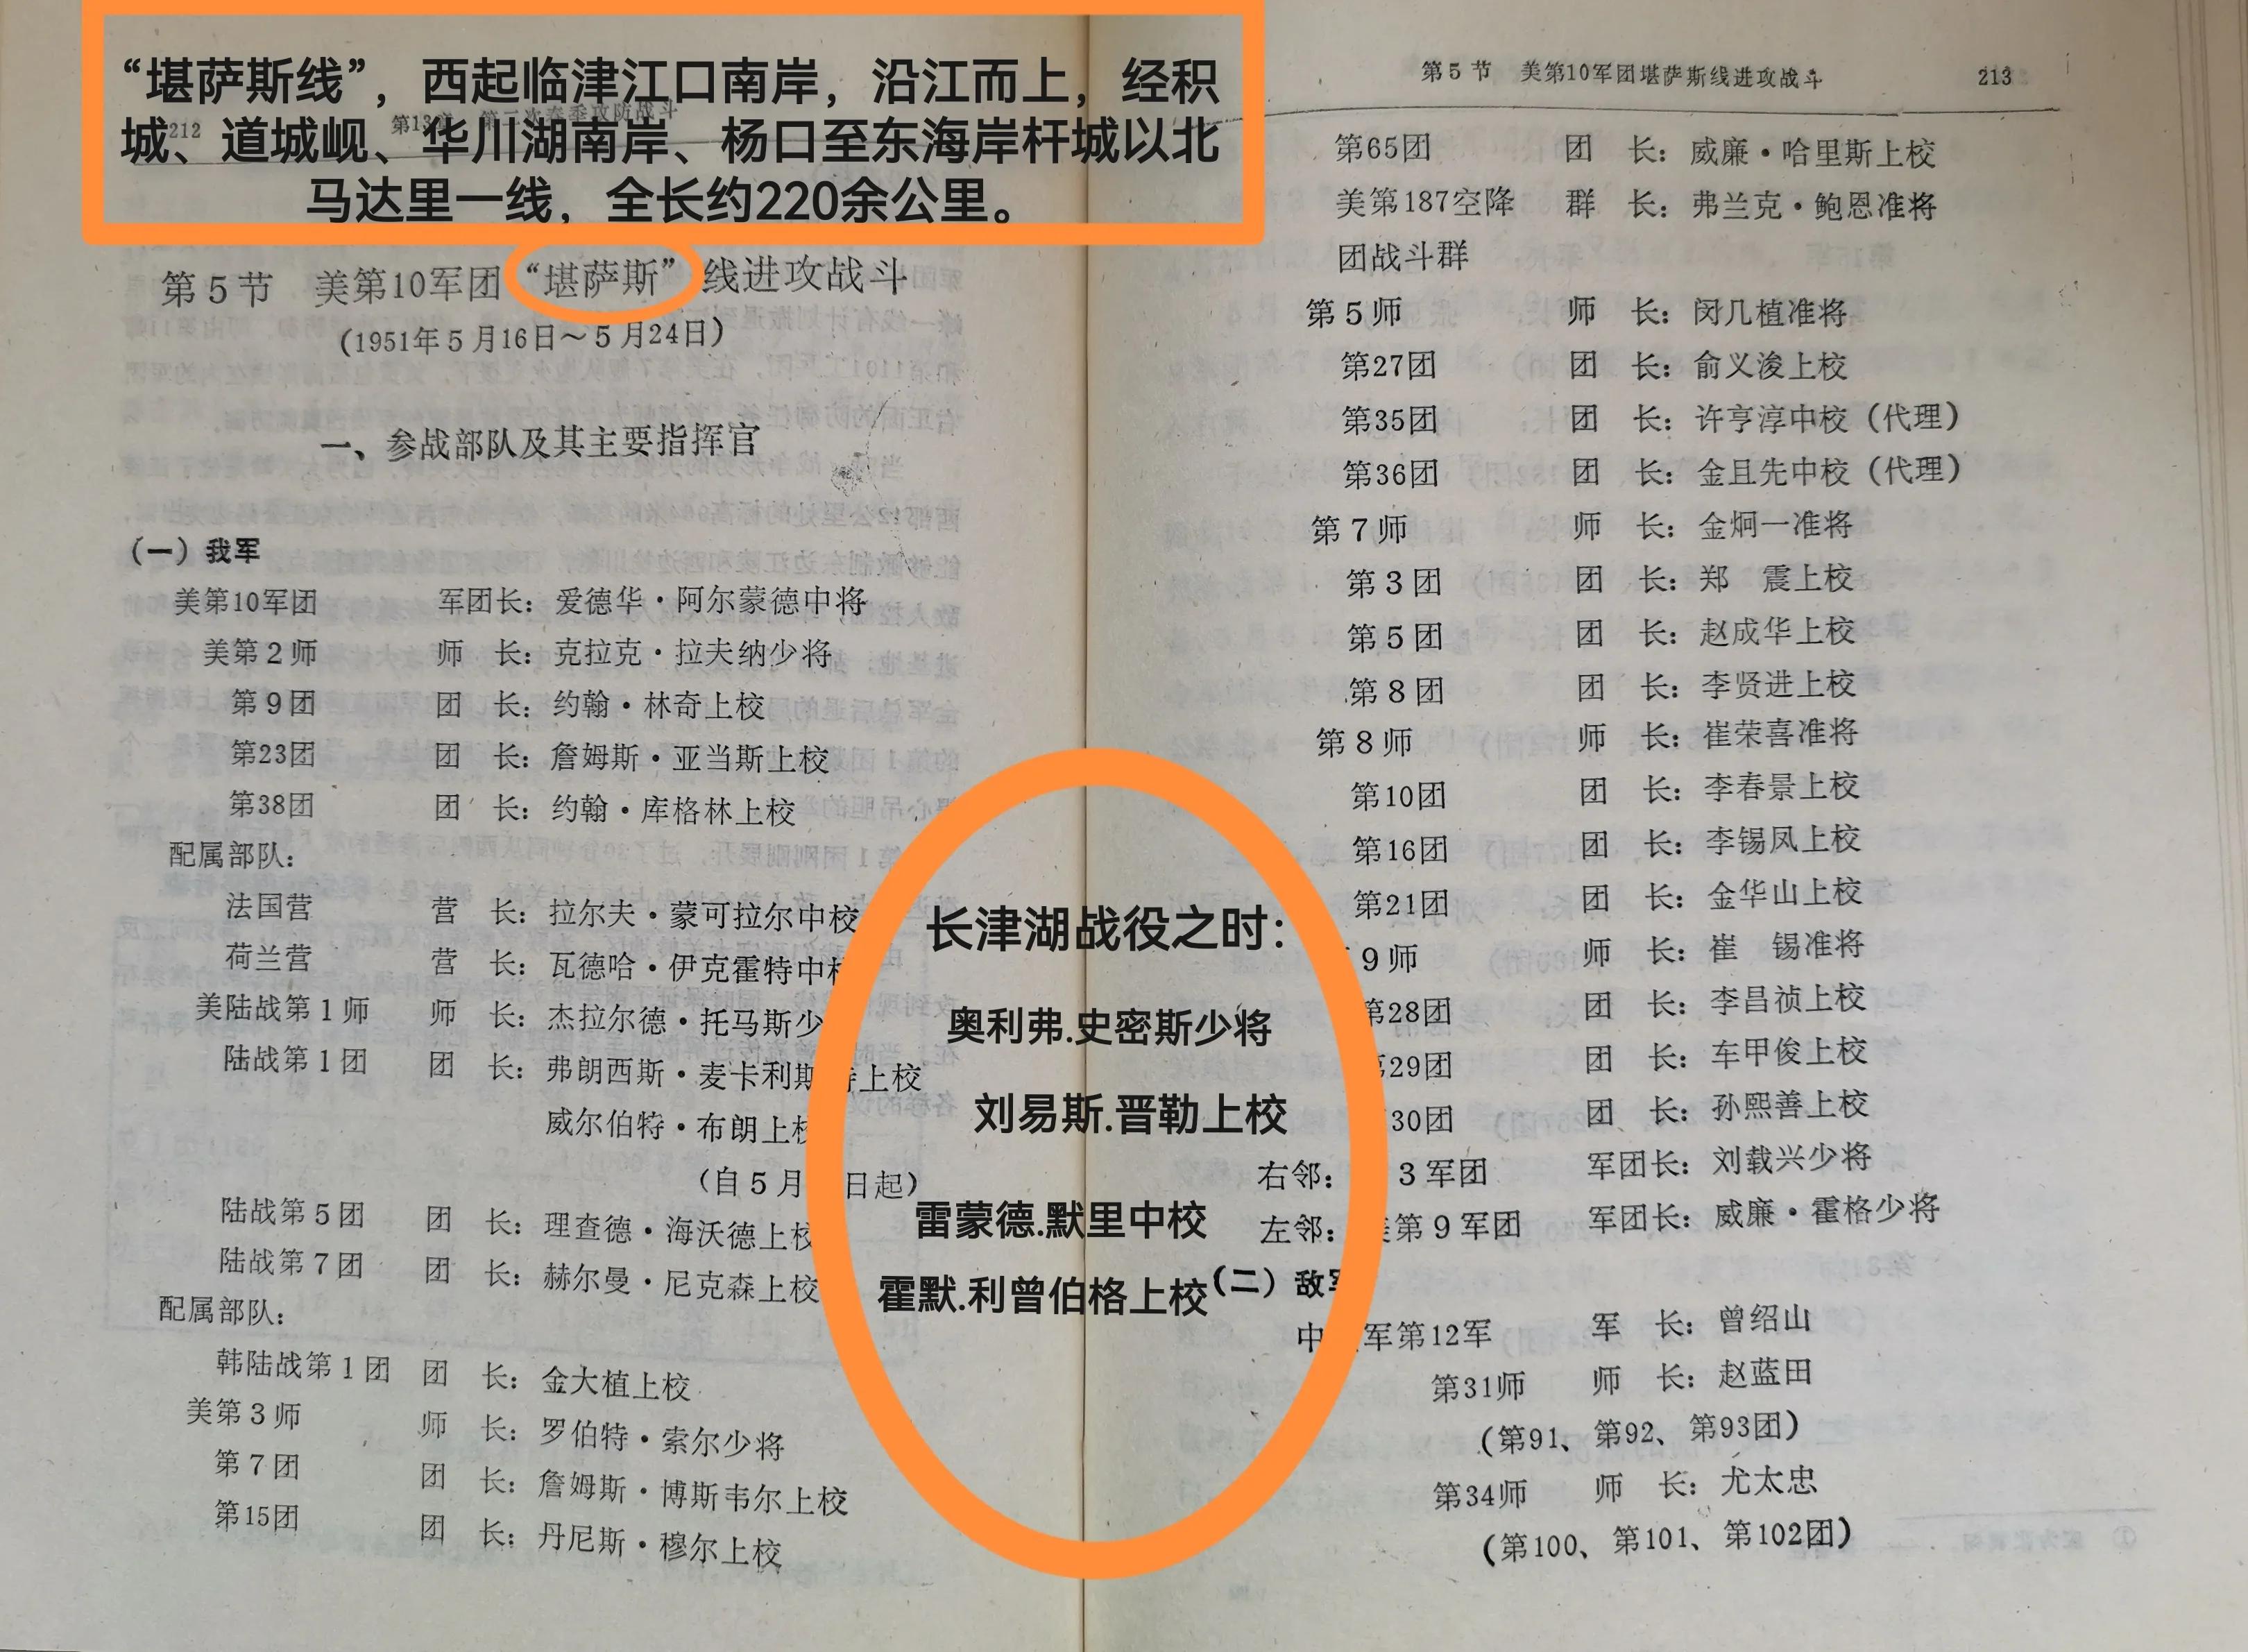 “堪萨斯线”，西起临津江口南岸，沿江而上，经积
城、道城岘、华川湖南岸、杨口至东海岸杆城以北
马达里一线，全长约220余公里。
212
第5节 美第10军团“堪萨斯”线进攻战斗
(1951年5月16日～5月24日)
一、参战部队及其主要指挥官
(一)我军
美第10军团 军团长：爱德华·阿尔蒙德中将
美第2师 师 长：克拉克·拉夫纳少将
第9团 团 长：约翰·林奇上校
第23团 团 长：詹姆斯·亚当斯上校
第38团 团 长：约翰·库格林上校
配属部队：
法国营 营 长：拉尔夫·蒙可拉尔中校
荷兰营 营 长：瓦德哈·伊克霍特中校
美陆战第1师 师 长：杰拉尔德·托马斯少
陆战第1团 团 长：弗朗西斯·麦卡利斯特上校
威尔伯特·布朗上校
(自5月 日起)
陆战第5团 团 长：理查德·海沃德上校
陆战第7团 团 长：赫尔曼·尼克森上校
配属部队：
韩陆战第1团 团 长：金大植上校
美第3师 师 长：罗伯特·索尔少将
第7团 团 长：詹姆斯·博斯韦尔上校
第15团 团 长：丹尼斯·穆尔上校
长津湖战役之时：
奥利弗.史密斯少将
刘易斯.晋勒上校
雷蒙德.默里中校
霍默.利曾伯格上校
第5节 美第10军团堪萨斯线进攻战斗 213
第65团 团 长：威廉·哈里斯上校
美第187空降 群 长：弗兰克·鲍恩准将
团战斗群
第5师 师 长：闵几植准将
第27团 团 长：俞义浚上校
第35团 团 长：许亨淳中校（代理）
第36团 团 长：金且先中校（代理）
第7师 师 长：金炯一准将
第3团 团 长：郑 震上校
第5团 团 长：赵成华上校
第8团 团 长：李贤进上校
第8师 师 长：崔荣喜准将
第10团 团 长：李春景上校
第16团 团 长：李锡凤上校
第21团 团 长：金华山上校
9师 师 长：崔 锡准将
第28团 团 长：李昌祯上校
第29团 团 长：车甲俊上校
30团 团 长：孙熙善上校
右邻： 3军团 军团长：刘载兴少将
左邻：美第9军团 军团长：威廉·霍格少将
(二)敌军
中 军第12军 军 长：曾绍山
第31师 师 长：赵蓝田
(第91、第92、第93团)
第34师 师 长：尤太忠
(第100、第101、第102团)